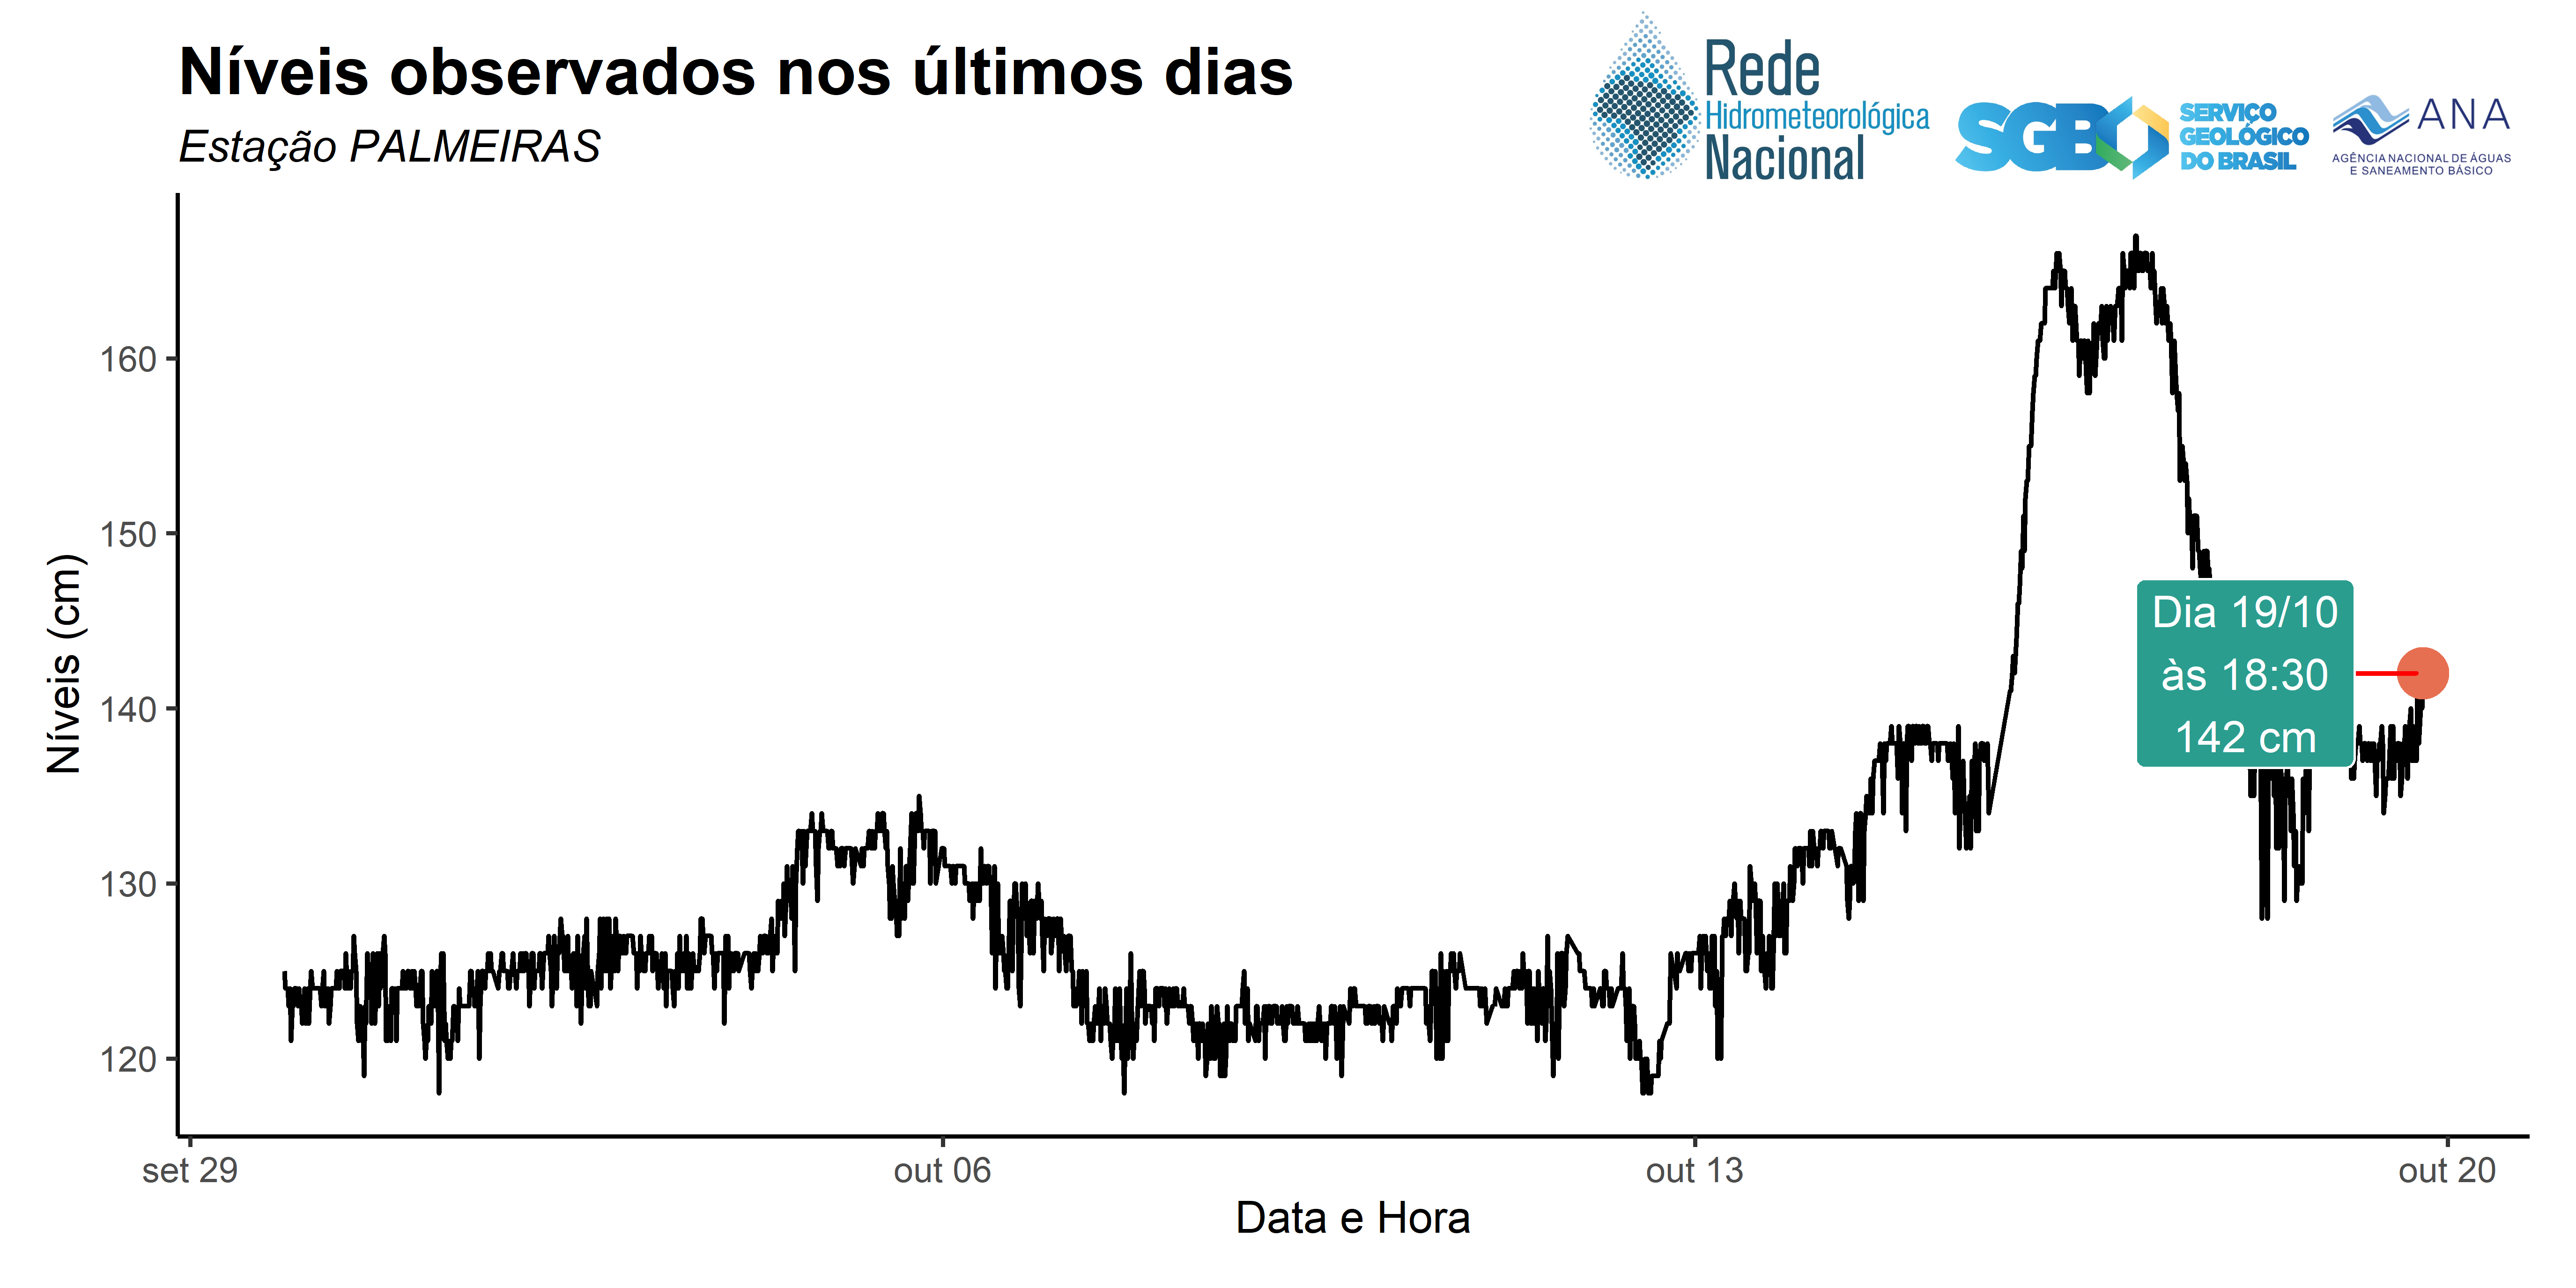 Níveis observados nos últimos dias
Estação PALMEIRAS
Rede
Hidrometeorológica
Nacional
SGB
SERVIÇO
GEOLÓGICO
DO BRASIL
ANA
AGÊNCIA NACIONAL DE ÁGUAS
E SANEAMENTO BÁSICO
Níveis (cm)
160
150
140
130
120
Dia 19/10
às 18:30
142 cm
set 29
out 06
out 13
out 20
Data e Hora